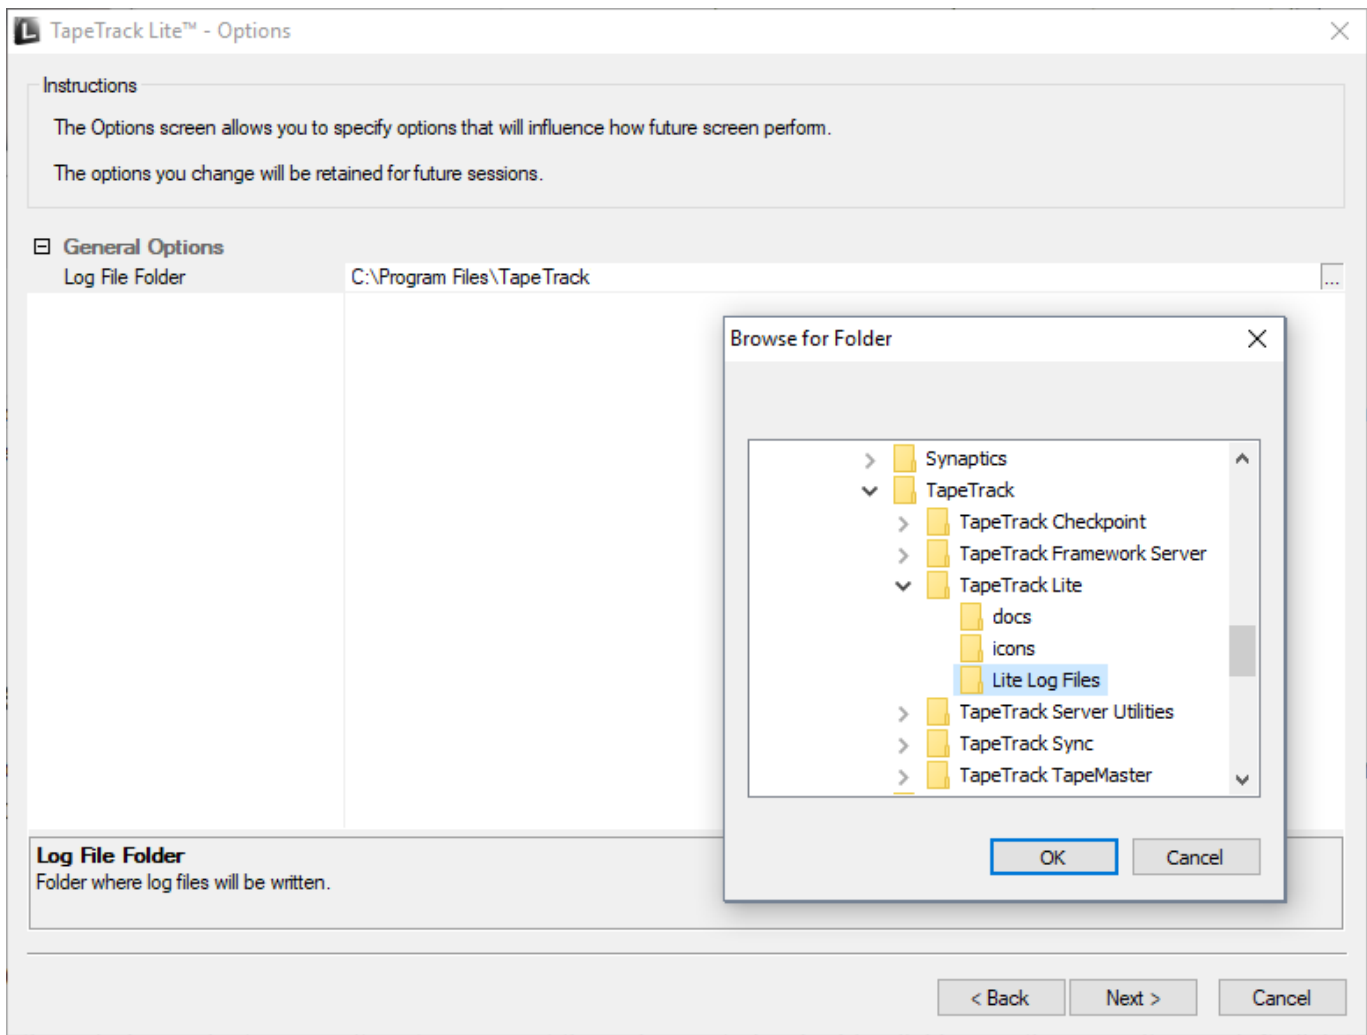 TapeTrack Lite™ - Options
Instructions
The Options screen allows you to specify options that will influence how future screen perform.
The options you change will be retained for future sessions.
General Options
Log File Folder
C:\Program Files\TapeTrack
...
Browse for Folder
Synaptics
TapeTrack
TapeTrack Checkpoint
TapeTrack Framework Server
TapeTrack Lite
docs
icons
Lite Log Files
TapeTrack Server Utilities
TapeTrack Sync
TapeTrack TapeMaster
OK
Cancel
Log File Folder
Folder where log files will be written.
< Back
Next >
Cancel